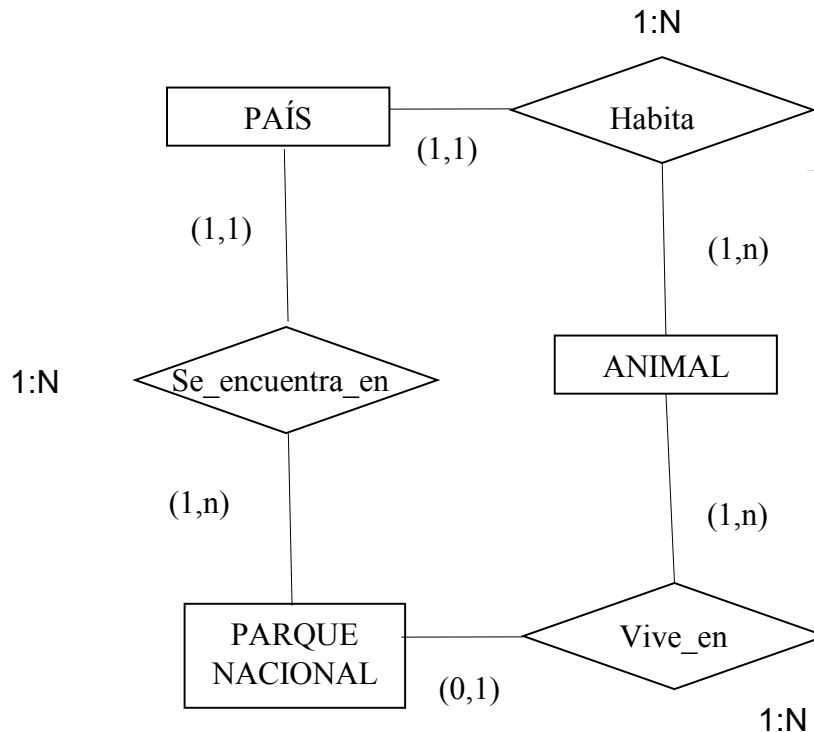 1:N
PAÍS
Habita
(1,1)
(1,1)
(1,n)
1:N
Se_encuentra_en
ANIMAL
(1,n)
(1,n)
PARQUE
NACIONAL
Vive_en
(0,1)
1:N